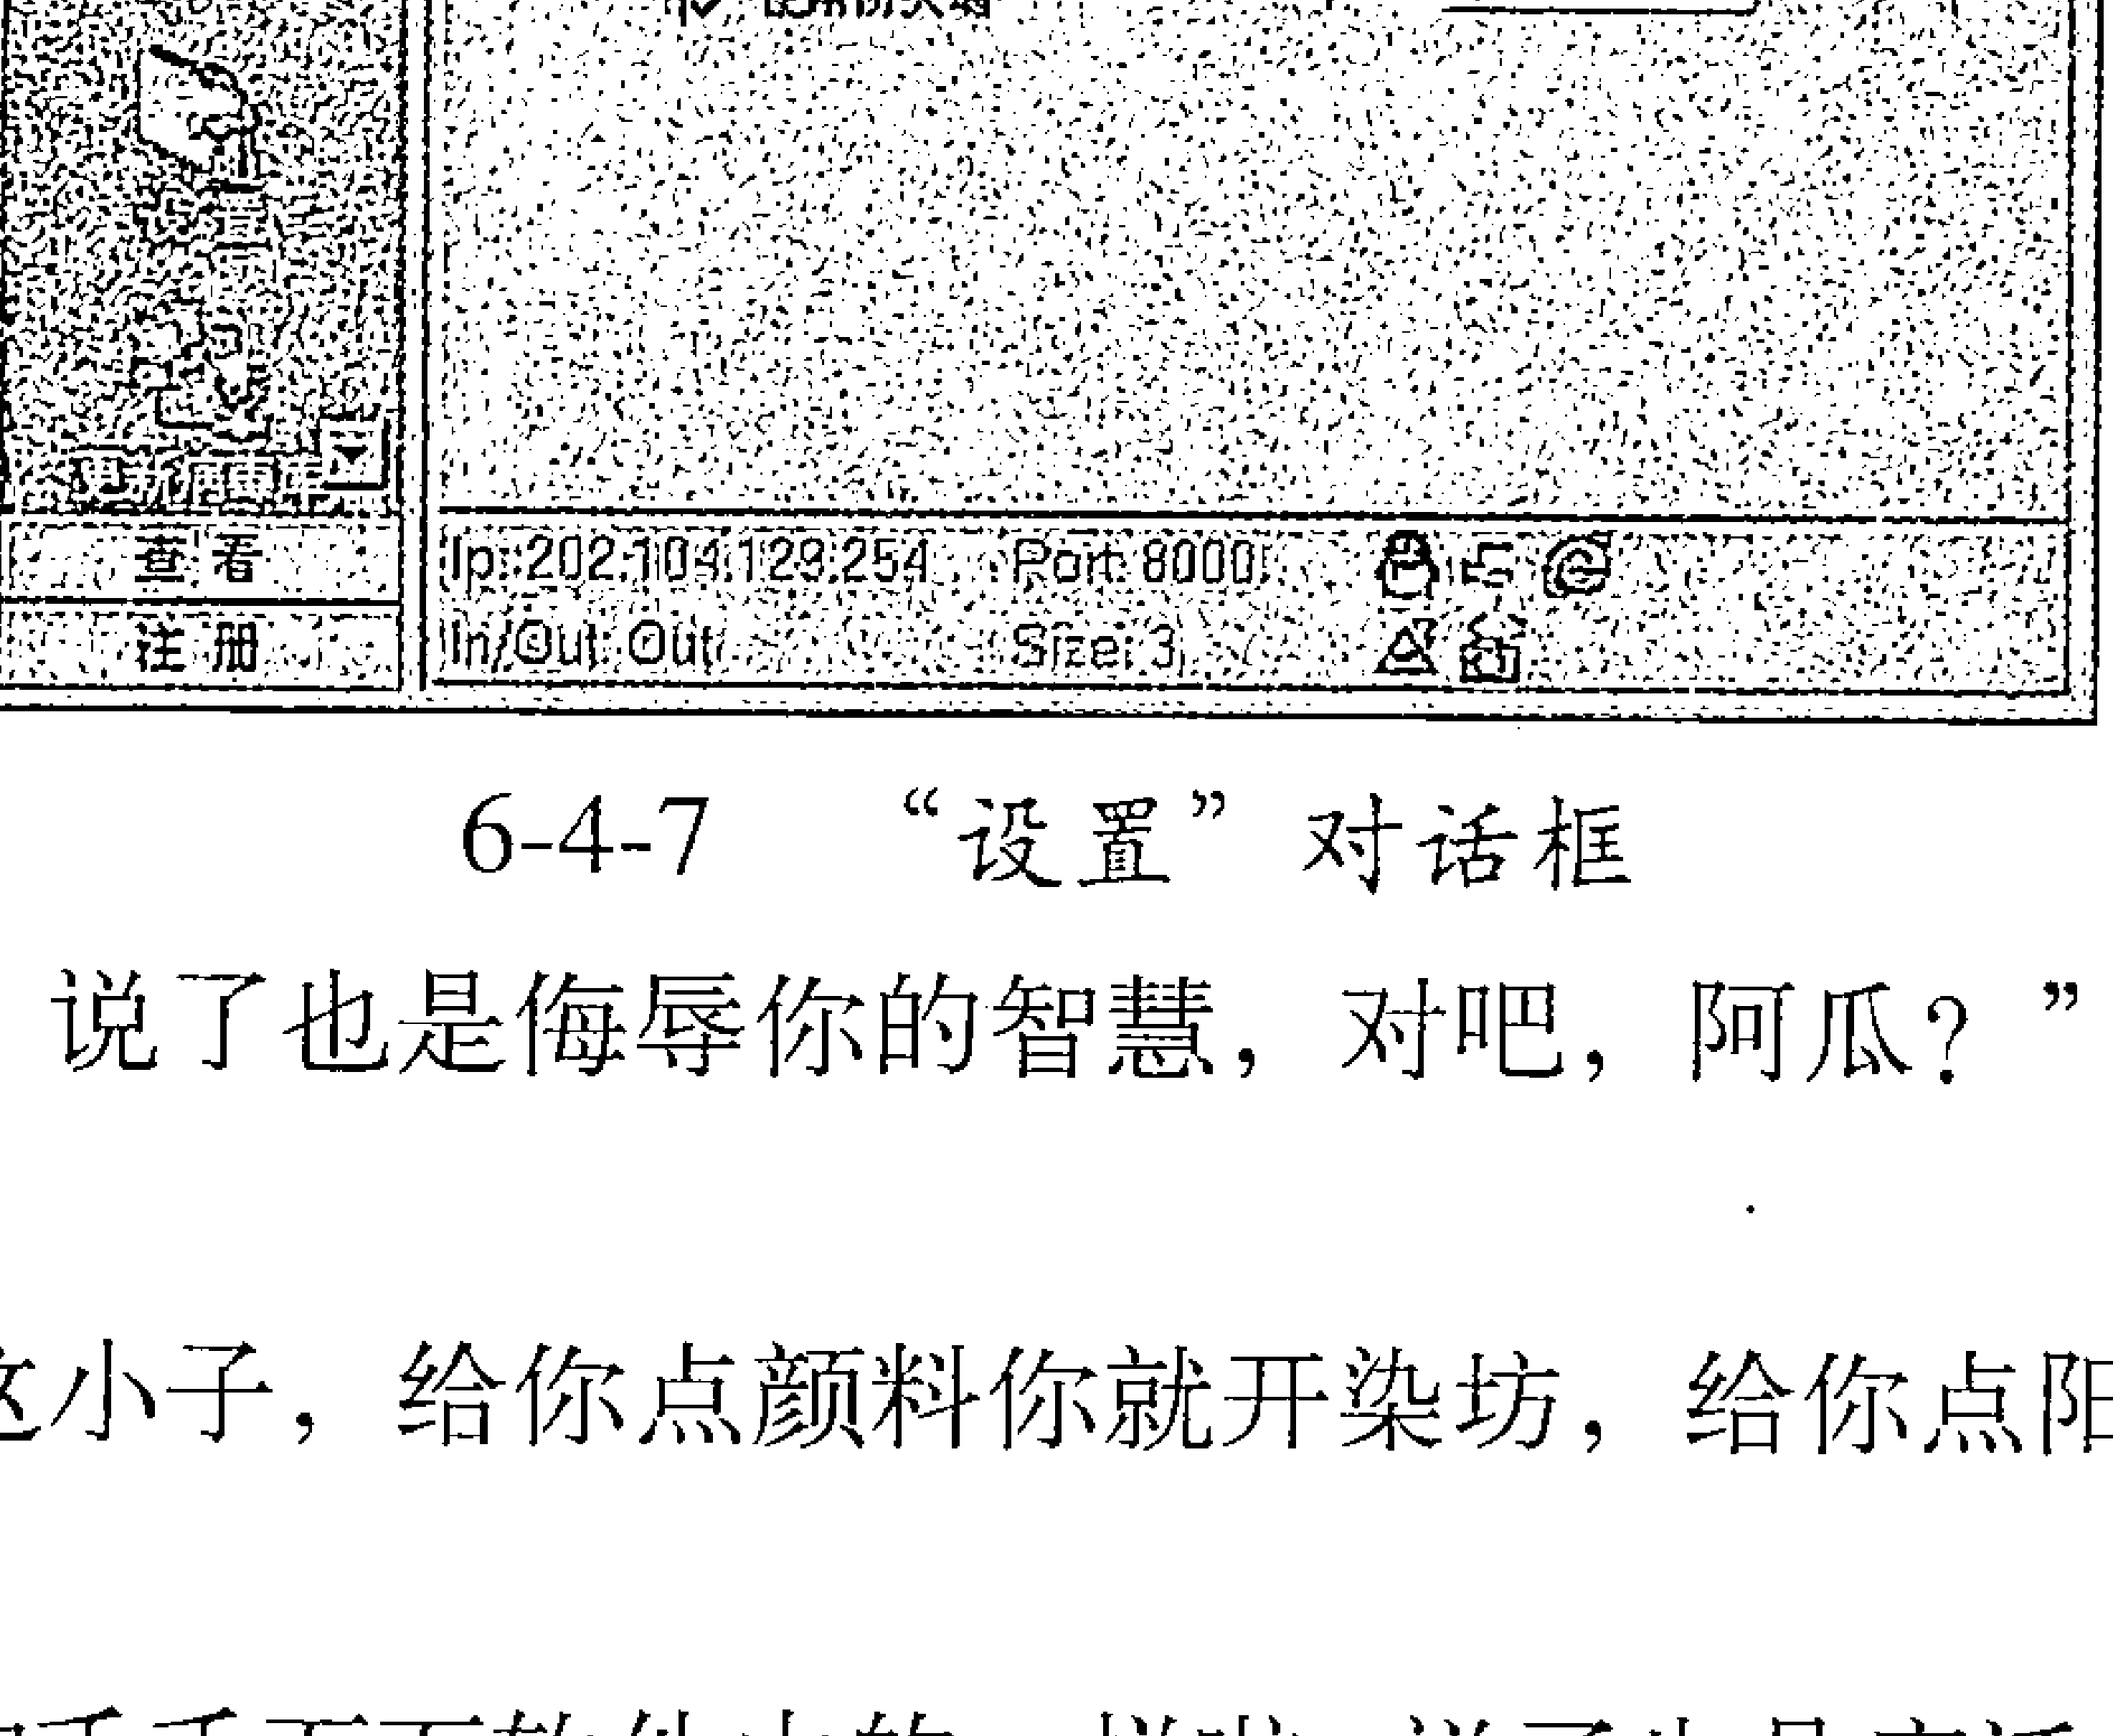 查看
Ip: 202.104.129.254 Port: 8000
注册
In/Out: Out Size: 3
6-4-7 “设置”对话框
说了也是侮辱你的智慧，对吧，阿瓜？”
这小子，给你点颜料你就开染坊，给你点阳